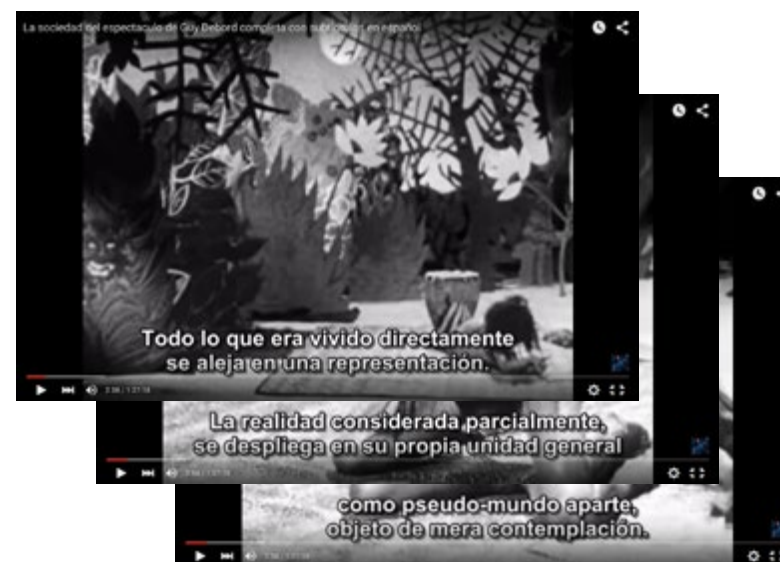 La sociedad del espectaculo de Guy Debord completa con subtitulos en español
Todo lo que era vivido directamente
se aleja en una representación.
La realidad considerada parcialmente,
se despliega en su propia unidad general
como pseudo-mundo aparte,
objeto de mera contemplación.